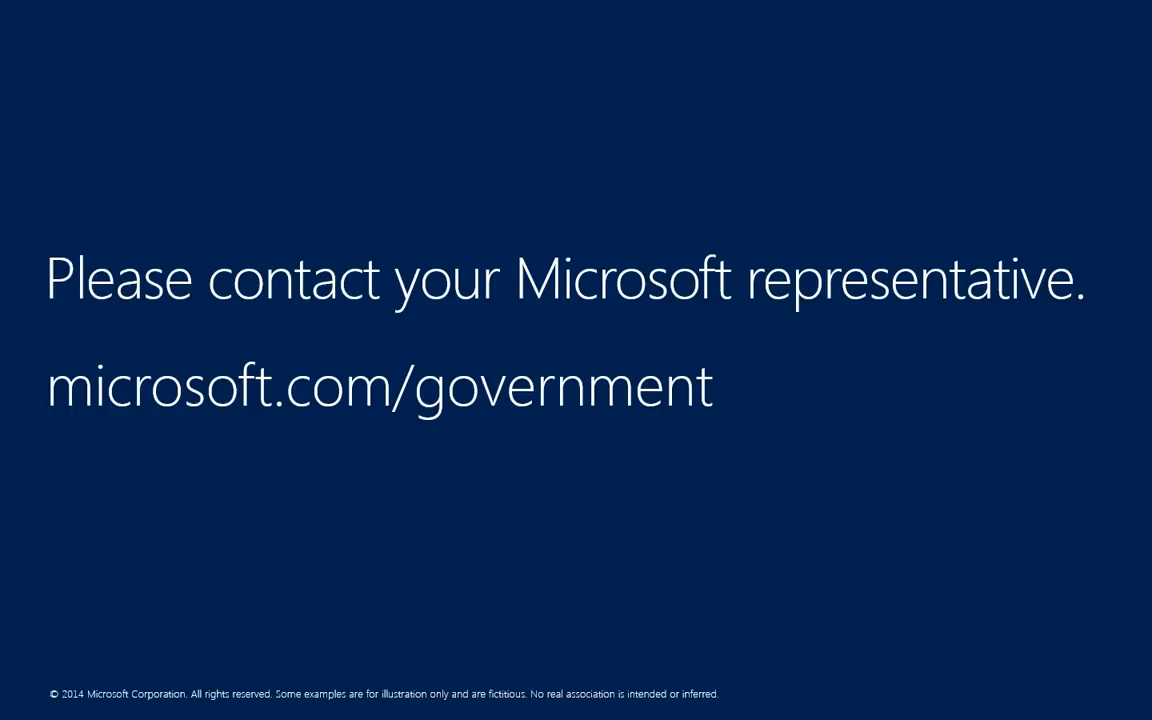 Please contact your Microsoft representative.
microsoft.com/government
© 2014 Microsoft Corporation. All rights reserved. Some examples are for illustration only and are fictitious. No real association is intended or inferred.